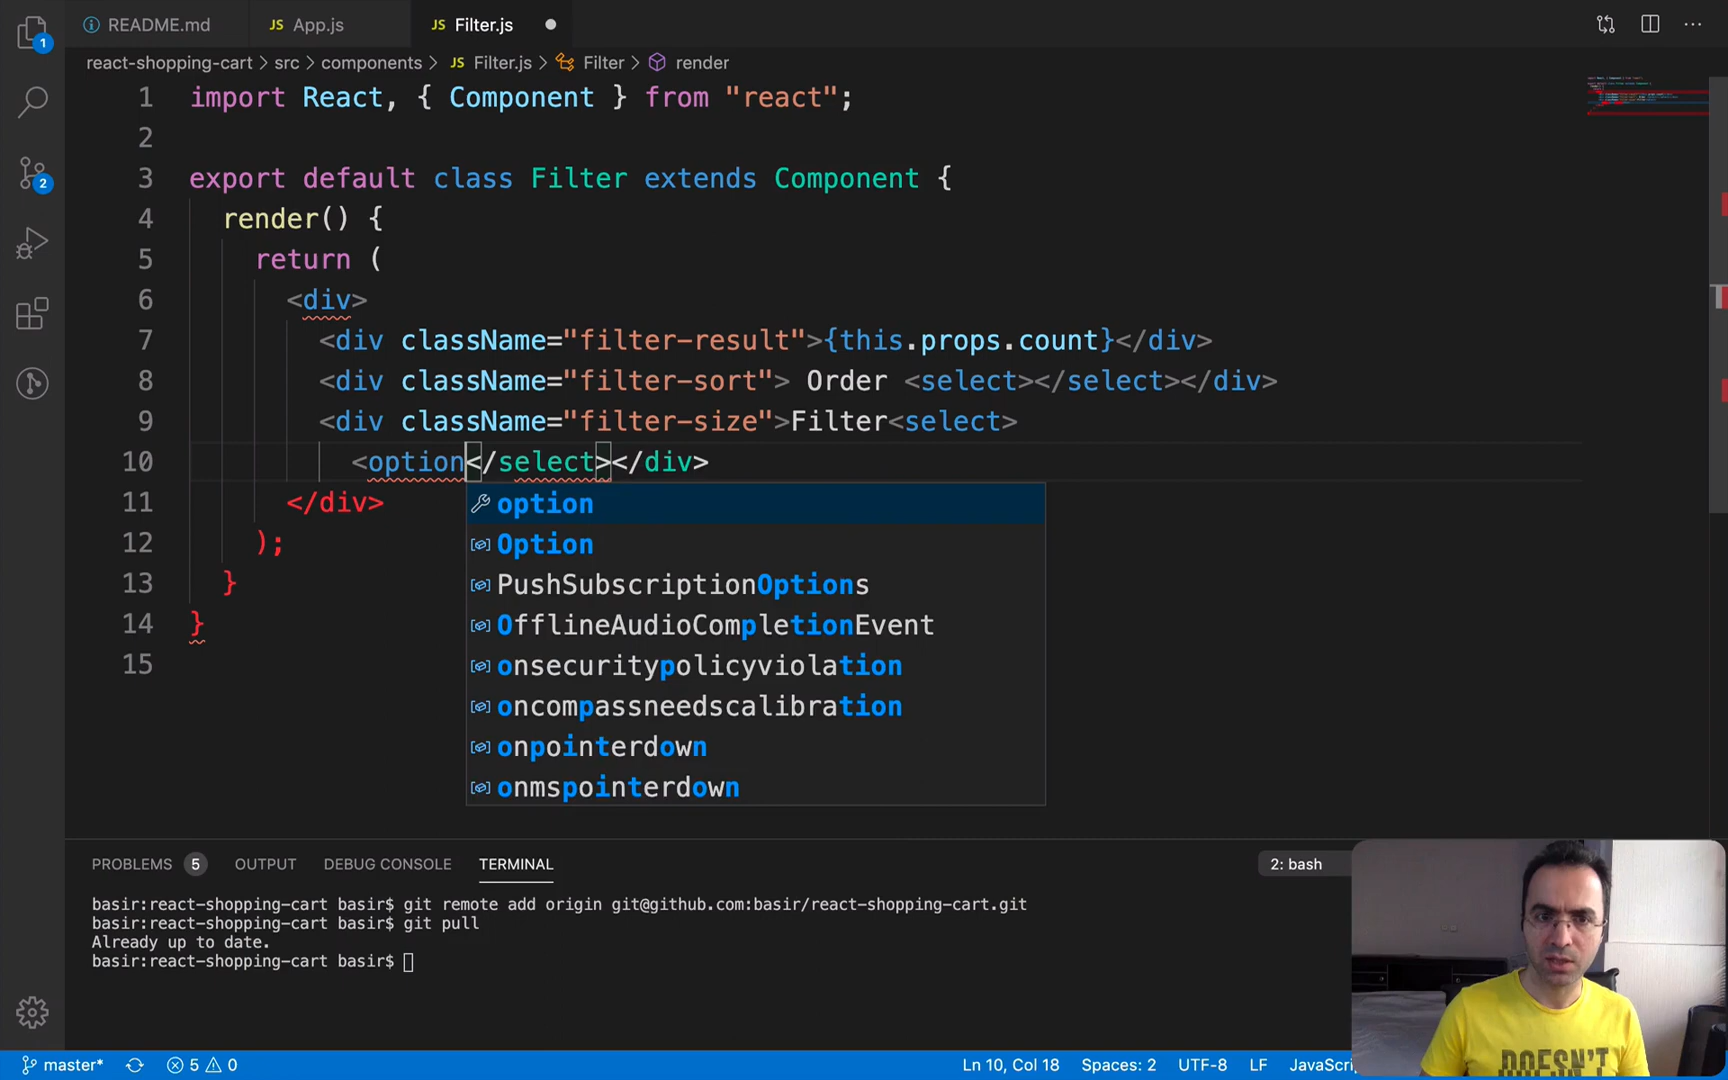 README.md JS App.js JS Filter.js
react-shopping-cart > src > components > JS Filter.js > Filter > render
1 import React, { Component } from "react";
2
3 export default class Filter extends Component {
4 render() {
5 return (
6 <div>
7 <div className="filter-result">{this.props.count}</div>
8 <div className="filter-sort"> Order <select></select></div>
9 <div className="filter-size">Filter<select>
10 <option</select></div>
11 </div>
12 );
13 }
14 }
15
option
Option
PushSubscriptionOptions
OfflineAudioCompletionEvent
onsecuritypolicyviolation
oncompassneedscalibration
onpointerdown
onmspointerdown
1
2
PROBLEMS 5 OUTPUT DEBUG CONSOLE TERMINAL 2: bash
basir:react-shopping-cart basir$ git remote add origin git@github.com:basir/react-shopping-cart.git
basir:react-shopping-cart basir$ git pull
Already up to date.
basir:react-shopping-cart basir$
DOESN'T
master* 5 0 Ln 10, Col 18 Spaces: 2 UTF-8 LF JavaScri